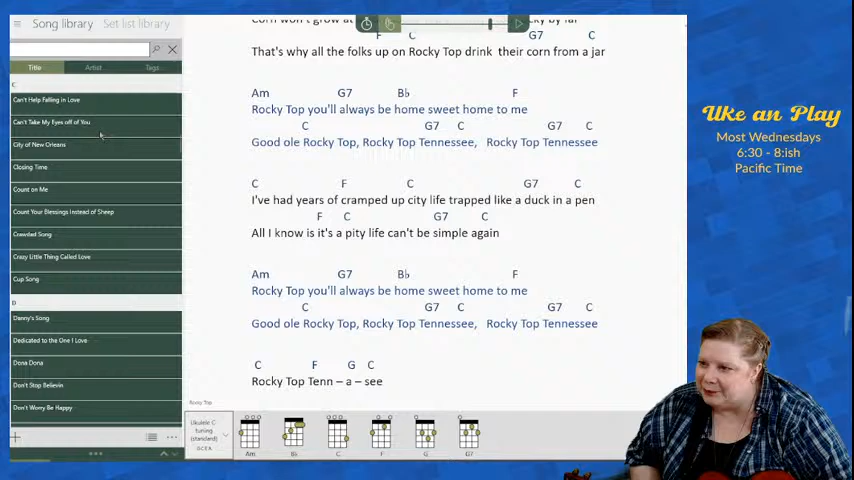 Song library
Set list library
Title
Artist
Tags
C
Can't Help Falling in Love
Can't Take My Eyes off of You
City of New Orleans
Closing Time
Count on Me
Count Your Blessings Instead of Sheep
Crawdad Song
Crazy Little Thing Called Love
Cup Song
D
Danny's Song
Dedicated to the One I Love
Dona Dona
Don't Stop Believin
Don't Worry Be Happy
F C G7 C
That's why all the folks up on Rocky Top drink their corn from a jar
Am G7 B♭ F
Rocky Top you'll always be home sweet home to me
C G7 C G7 C
Good ole Rocky Top, Rocky Top Tennessee, Rocky Top Tennessee
C F C G7 C
I've had years of cramped up city life trapped like a duck in a pen
F C G7 C
All I know is it's a pity life can't be simple again
Am G7 B♭ F
Rocky Top you'll always be home sweet home to me
C G7 C G7 C
Good ole Rocky Top, Rocky Top Tennessee, Rocky Top Tennessee
C F G C
Rocky Top Tenn – a – see
Rocky Top
Ukulele C
tuning
(standard)
G C E A
Am B♭ C F G G7
Uke an Play
Most Wednesdays
6:30 - 8:ish
Pacific Time